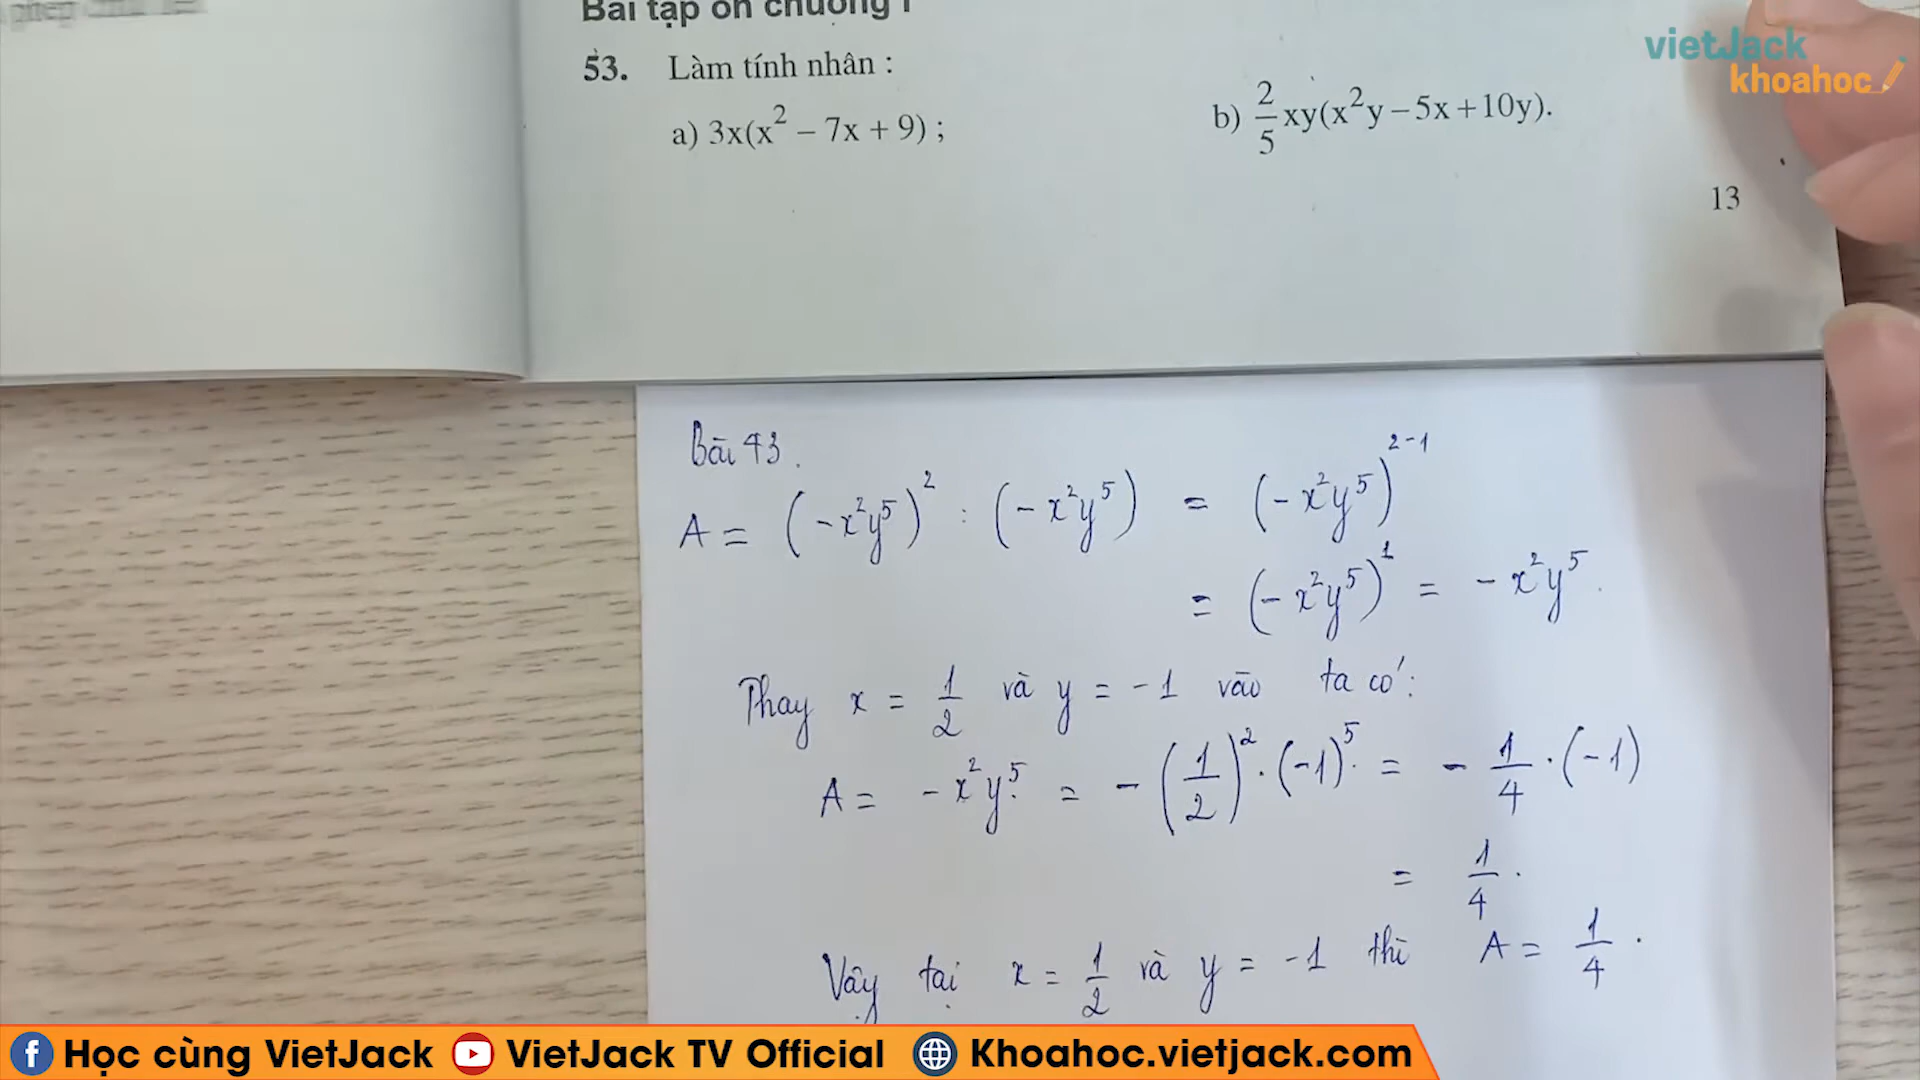 Bài tập ôn chương I
53. Làm tính nhân :
a) 3x(x² – 7x + 9) ;
b) 2/5 xy(x²y – 5x + 10y).
13
vietJack
khoahoc
Bài 43.
A = (-x²y⁵)² : (-x²y⁵) = (-x²y⁵)²⁻¹
= (-x²y⁵)¹ = -x²y⁵.
Thay x = 1/2 và y = -1 vào ta có:
A = -x²y⁵ = -(1/2)² . (-1)⁵ = -1/4 . (-1)
= 1/4.
Vậy tại x = 1/2 và y = -1 thì A = 1/4.
Học cùng VietJack VietJack TV Official Khoahoc.vietjack.com